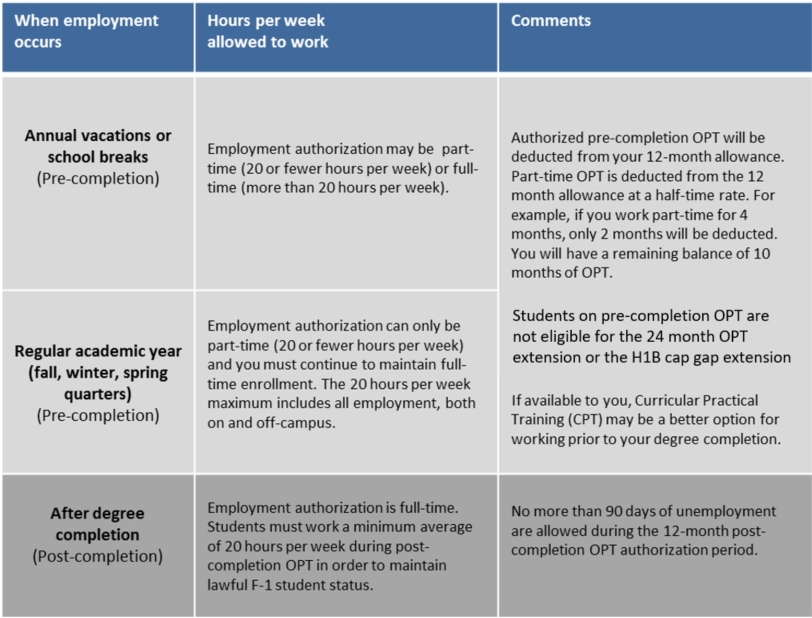 When employment
occurs
Hours per week
allowed to work
Comments
Annual vacations or
school breaks
(Pre-completion)
Employment authorization may be part-
time (20 or fewer hours per week) or full-
time (more than 20 hours per week).
Authorized pre-completion OPT will be
deducted from your 12-month allowance.
Part-time OPT is deducted from the 12
month allowance at a half-time rate. For
example, if you work part-time for 4
months, only 2 months will be deducted.
You will have a remaining balance of 10
months of OPT.
Students on pre-completion OPT are
not eligible for the 24 month OPT
extension or the H1B cap gap extension
If available to you, Curricular Practical
Training (CPT) may be a better option for
working prior to your degree completion.
Regular academic year
(fall, winter, spring
quarters)
(Pre-completion)
Employment authorization can only be
part-time (20 or fewer hours per week)
and you must continue to maintain full-
time enrollment. The 20 hours per week
maximum includes all employment, both
on and off-campus.
After degree
completion
(Post-completion)
Employment authorization is full-time.
Students must work a minimum average
of 20 hours per week during post-
completion OPT in order to maintain
lawful F-1 student status.
No more than 90 days of unemployment
are allowed during the 12-month post-
completion OPT authorization period.